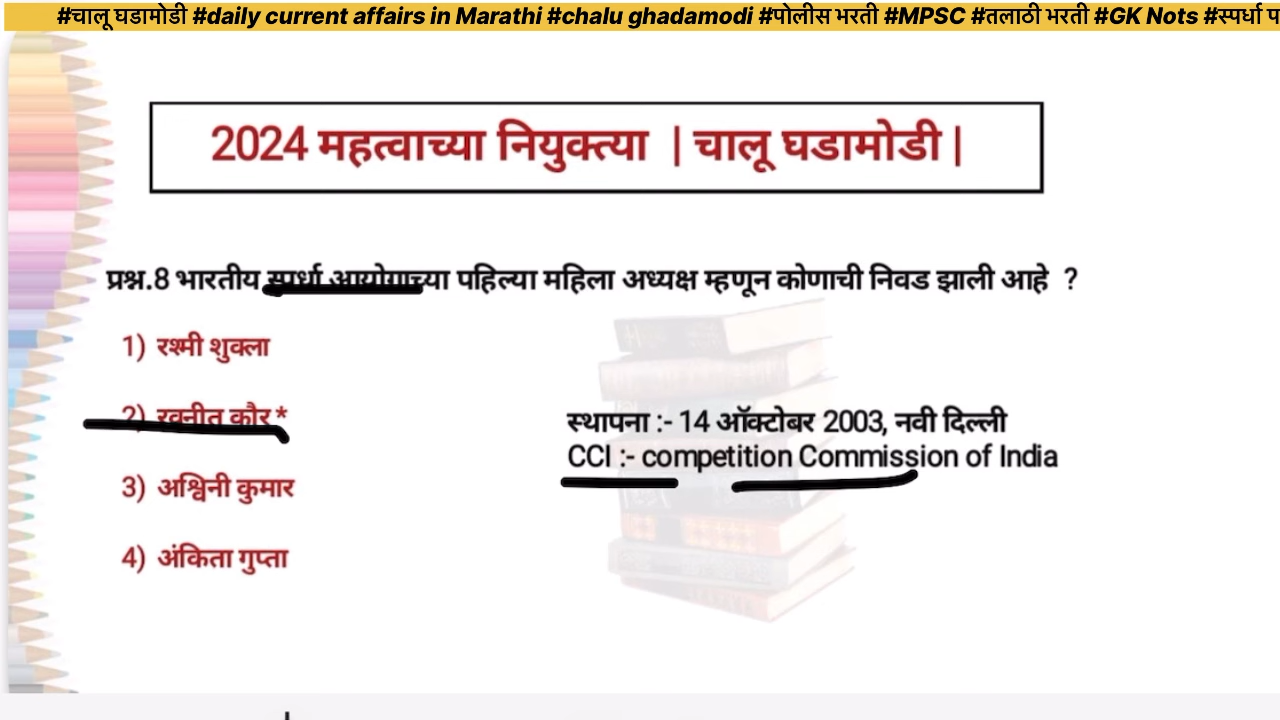 #चालू घडामोडी #daily current affairs in Marathi #chalu ghadamodi #पोलीस भरती #MPSC #तलाठी भरती #GK Nots #स्पर्धा प
2024 महत्वाच्या नियुक्त्या | चालू घडामोडी |
प्रश्न.8 भारतीय स्पर्धा आयोगाच्या पहिल्या महिला अध्यक्ष म्हणून कोणाची निवड झाली आहे ?
1) रश्मी शुक्ला
2) रवनीत कौर *
3) अश्विनी कुमार
4) अंकिता गुप्ता
स्थापना :- 14 ऑक्टोबर 2003, नवी दिल्ली
CCI :- competition Commission of India